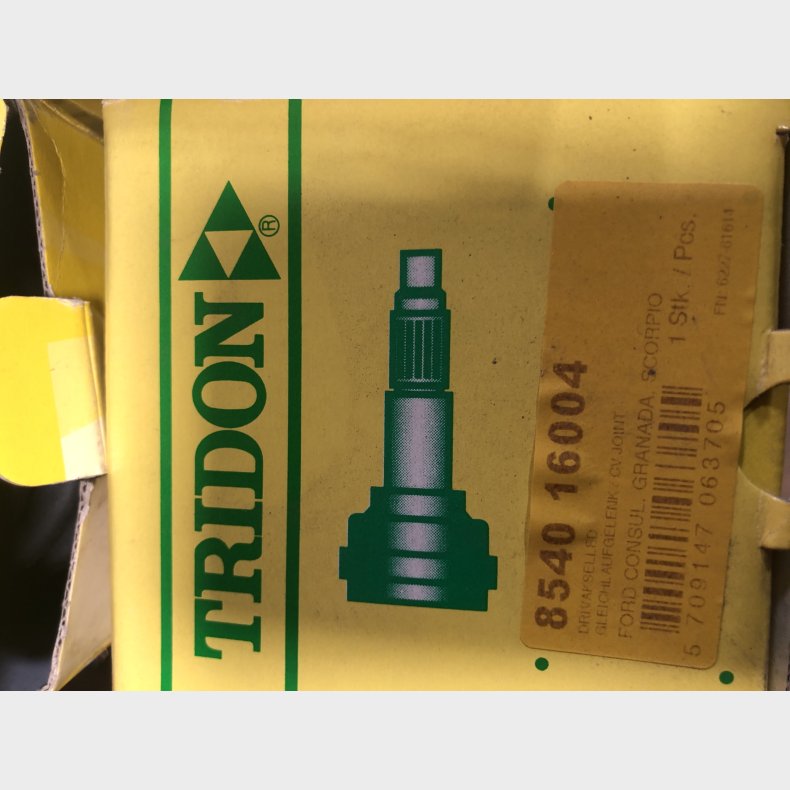 TRIDON ®
8540 16004
DRIVAKSELLED
GLEICHLAUFGELENK / CV JOINT
FORD CONSUL, GRANADA, SCORPIO
1 Stk. / Pcs.
5 709147 063705